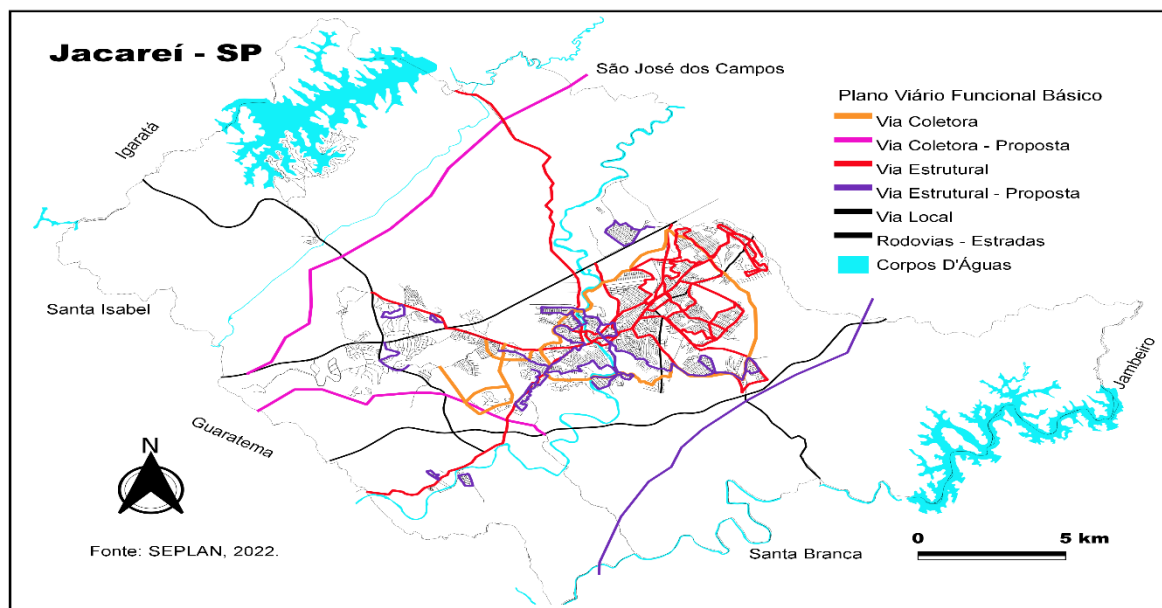 Jacareí - SP
São José dos Campos
Igaratá
Plano Viário Funcional Básico
Via Coletora
Via Coletora - Proposta
Via Estrutural
Via Estrutural - Proposta
Via Local
Rodovias - Estradas
Corpos D'Águas
Santa Isabel
Jambeiro
Guararema
N
Fonte: SEPLAN, 2022.
Santa Branca
0 5 km